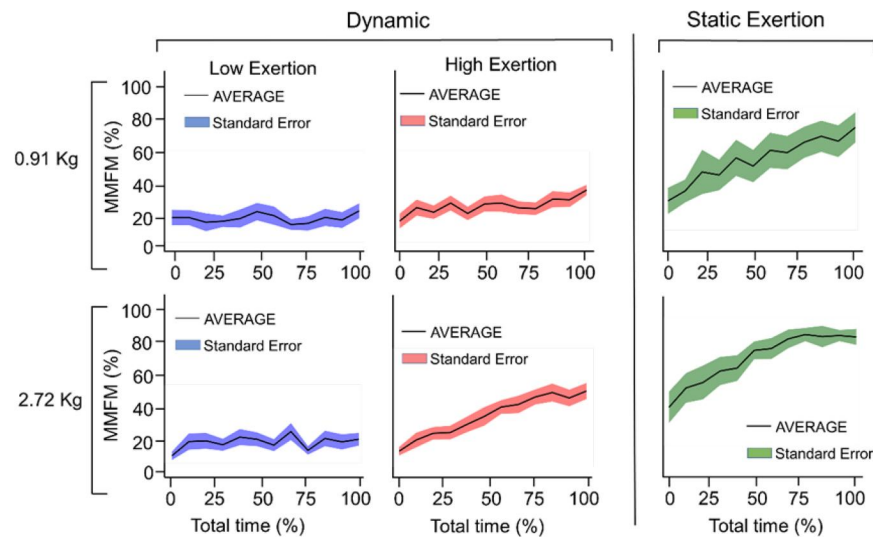 Dynamic
Static Exertion
Low Exertion
High Exertion
0.91 Kg
MMFM (%)
100
80
60
40
20
0
AVERAGE
Standard Error
0 25 50 75 100
AVERAGE
Standard Error
0 25 50 75 100
AVERAGE
Standard Error
0 25 50 75 100
2.72 Kg
MMFM (%)
100
80
60
40
20
0
AVERAGE
Standard Error
0 25 50 75 100
Total time (%)
AVERAGE
Standard Error
0 25 50 75 100
Total time (%)
AVERAGE
Standard Error
0 25 50 75 100
Total time (%)